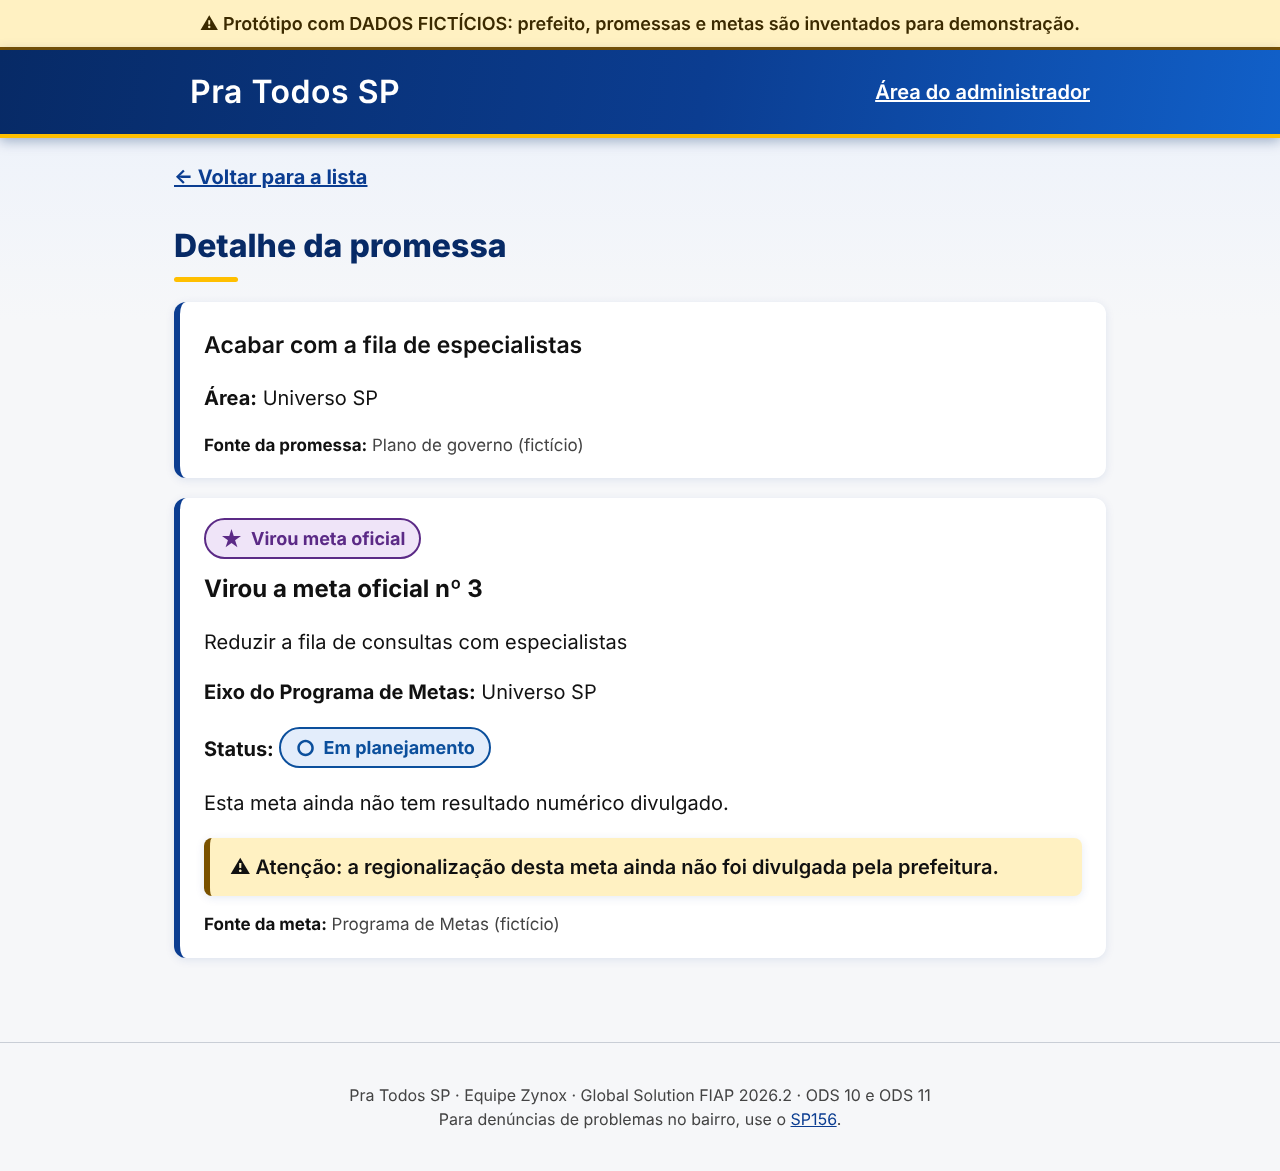 ⚠ Protótipo com DADOS FICTÍCIOS: prefeito, promessas e metas são inventados para demonstração.
Pra Todos SP
Área do administrador
← Voltar para a lista
Detalhe da promessa
Acabar com a fila de especialistas
Área: Universo SP
Fonte da promessa: Plano de governo (fictício)
★ Virou meta oficial
Virou a meta oficial nº 3
Reduzir a fila de consultas com especialistas
Eixo do Programa de Metas: Universo SP
Status: Em planejamento
Esta meta ainda não tem resultado numérico divulgado.
⚠ Atenção: a regionalização desta meta ainda não foi divulgada pela prefeitura.
Fonte da meta: Programa de Metas (fictício)
Pra Todos SP · Equipe Zynox · Global Solution FIAP 2026.2 · ODS 10 e ODS 11
Para denúncias de problemas no bairro, use o SP156.